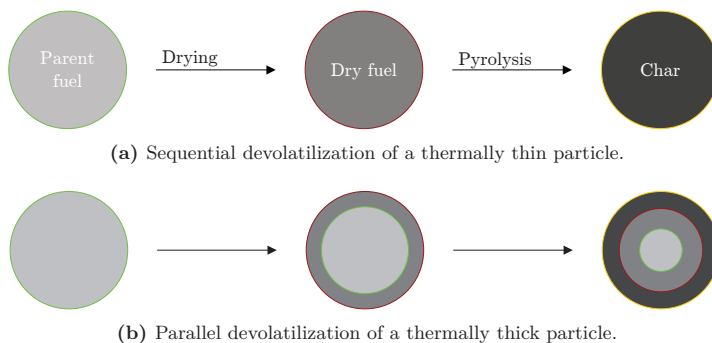 Parent
fuel
Drying
Dry fuel
Pyrolysis
Char
(a) Sequential devolatilization of a thermally thin particle.
(b) Parallel devolatilization of a thermally thick particle.